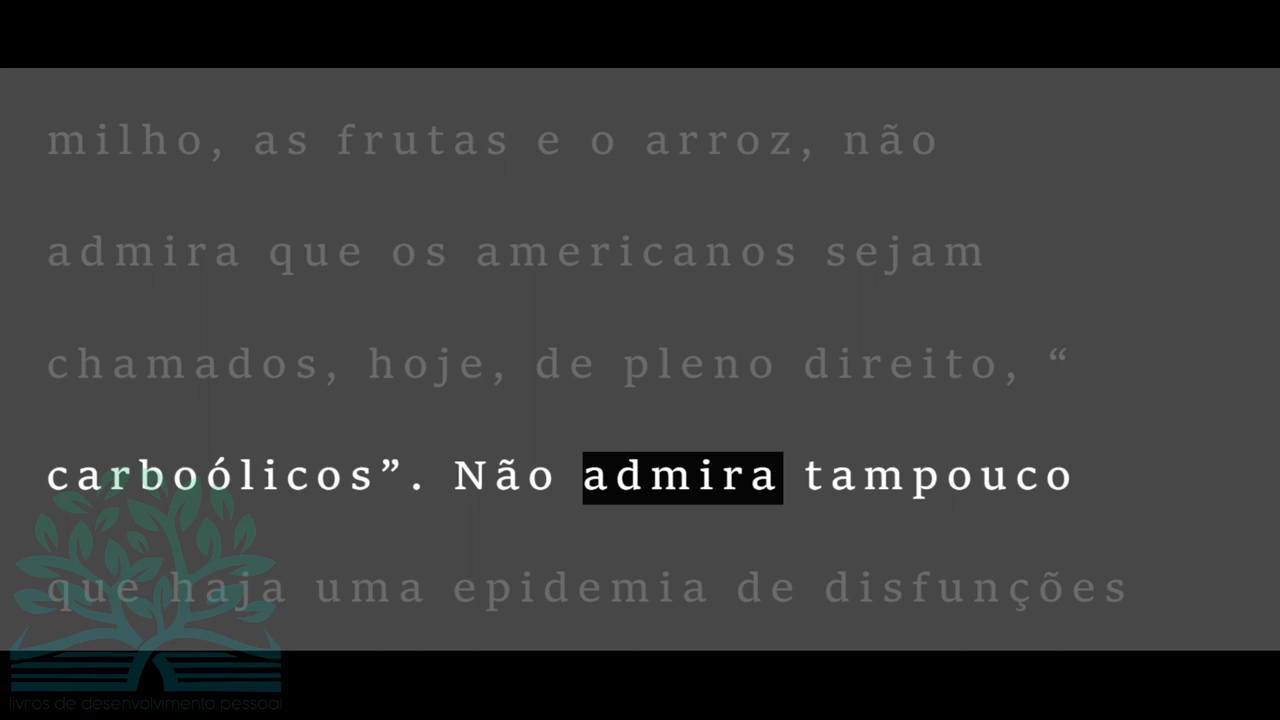 milho, as frutas e o arroz, não
admira que os americanos sejam
chamados, hoje, de pleno direito, “
carboólicos”. Não admira tampouco
que haja uma epidemia de disfunções
livros de desenvolvimento pessoal